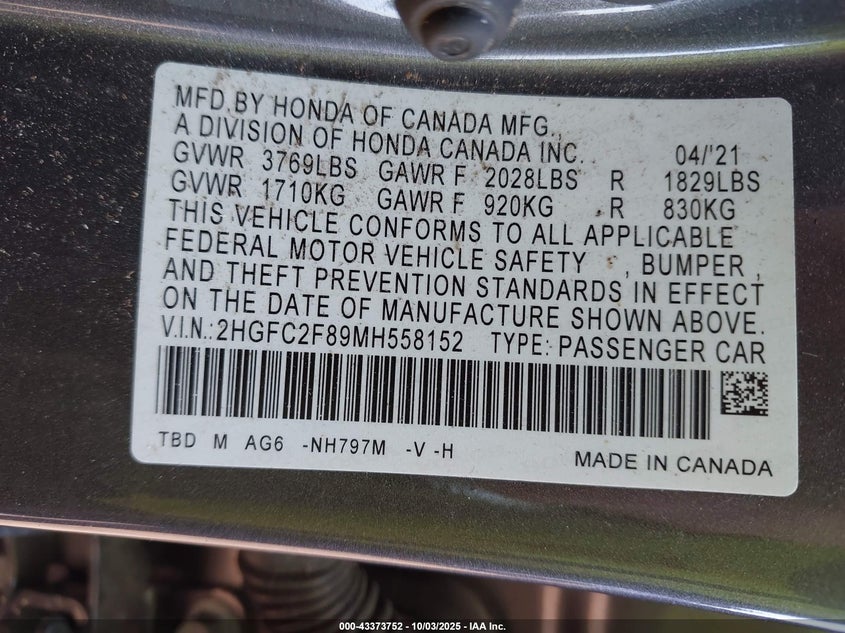 MFD.BY HONDA OF CANADA MFG.,
A DIVISION OF HONDA CANADA INC. 04/'21
GVWR 3769LBS GAWR F 2028LBS R 1829LBS
GVWR 1710KG GAWR F 920KG R 830KG
THIS VEHICLE CONFORMS TO ALL APPLICABLE
FEDERAL MOTOR VEHICLE SAFETY , BUMPER ,
AND THEFT PREVENTION STANDARDS IN EFFECT
ON THE DATE OF MANUFACTURE SHOWN ABOVE.
V.I.N.:2HGFC2F89MH558152 TYPE: PASSENGER CAR
TBD M AG6 -NH797M -V -H
MADE IN CANADA
000-43373752 - 10/03/2025 - IAA Inc.